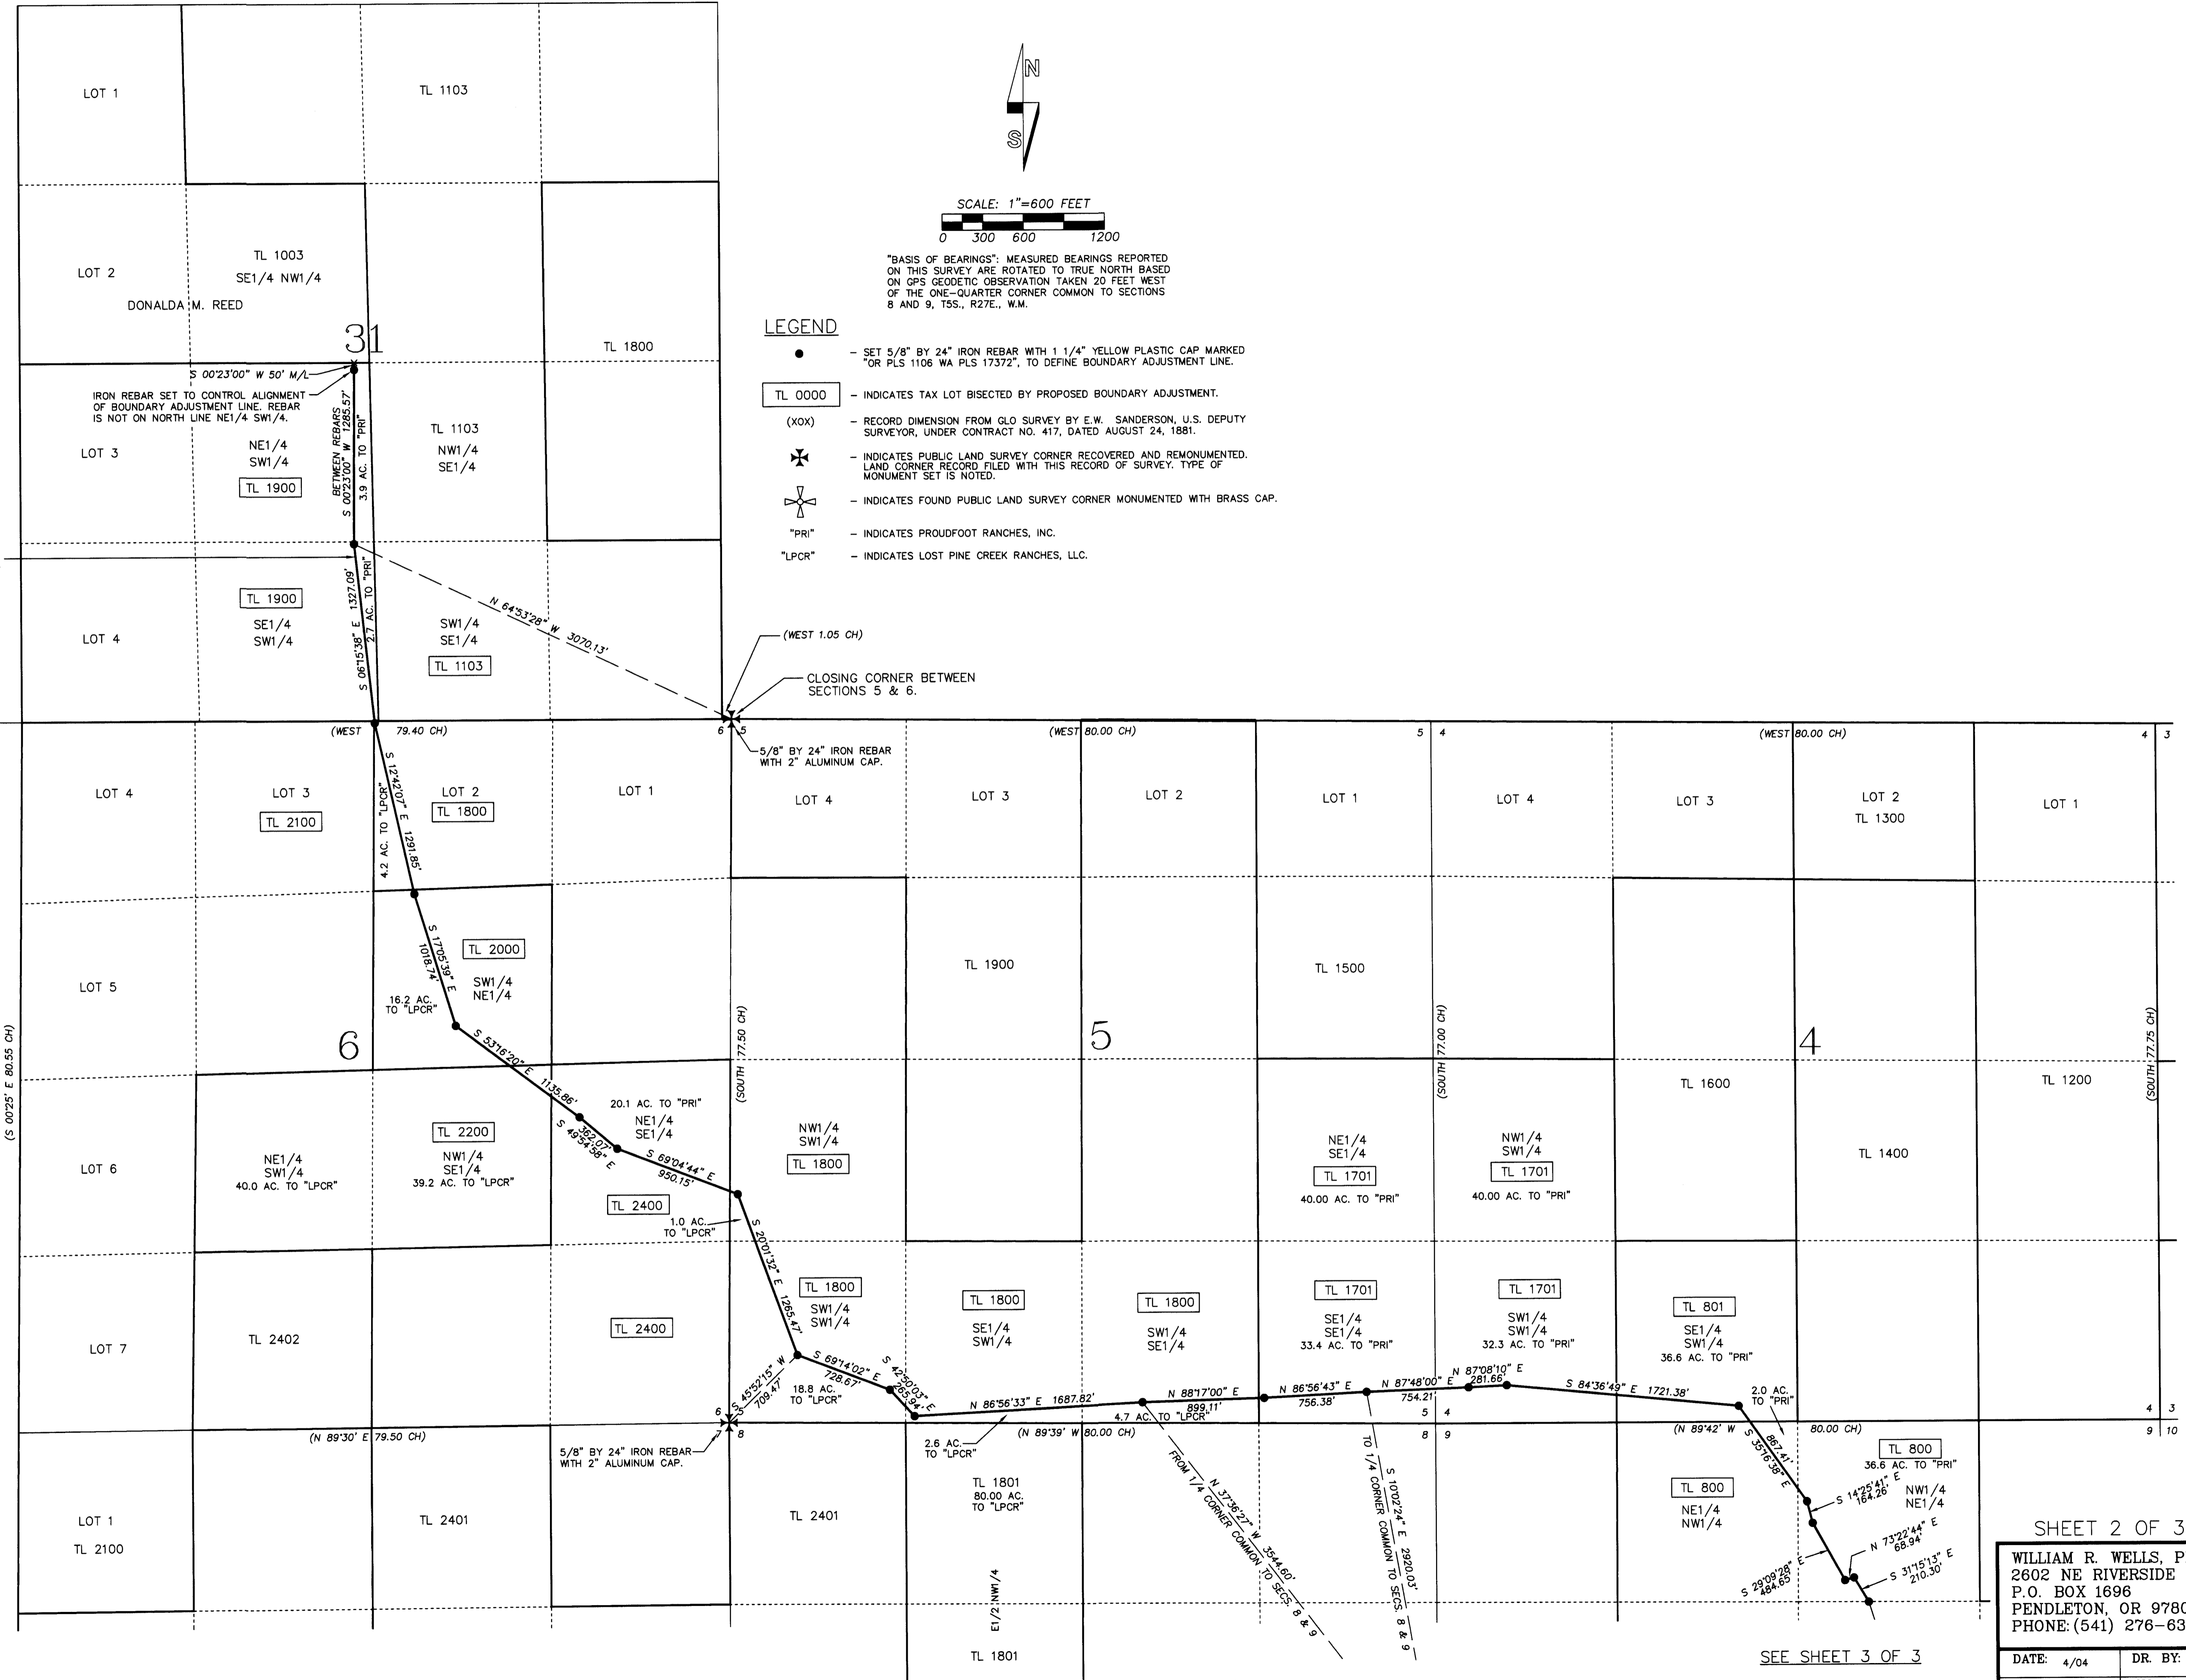 LOT 1
TL 1103
N
S
SCALE: 1"=600 FEET
0 300 600 1200
"BASIS OF BEARINGS": MEASURED BEARINGS REPORTED
ON THIS SURVEY ARE ROTATED TO TRUE NORTH BASED
ON GPS GEODETIC OBSERVATION TAKEN 20 FEET WEST
OF THE ONE-QUARTER CORNER COMMON TO SECTIONS
8 AND 9, T5S., R27E., W.M.
LOT 2
TL 1003
SE1/4 NW1/4
DONALDA M. REED
31
TL 1800
LEGEND
– SET 5/8" BY 24" IRON REBAR WITH 1 1/4" YELLOW PLASTIC CAP MARKED
"OR PLS 1106 WA PLS 17372", TO DEFINE BOUNDARY ADJUSTMENT LINE.
TL 0000 – INDICATES TAX LOT BISECTED BY PROPOSED BOUNDARY ADJUSTMENT.
(XOX) – RECORD DIMENSION FROM GLO SURVEY BY E.W. SANDERSON, U.S. DEPUTY
SURVEYOR, UNDER CONTRACT NO. 417, DATED AUGUST 24, 1881.
– INDICATES PUBLIC LAND SURVEY CORNER RECOVERED AND REMONUMENTED.
LAND CORNER RECORD FILED WITH THIS RECORD OF SURVEY. TYPE OF
MONUMENT SET IS NOTED.
– INDICATES FOUND PUBLIC LAND SURVEY CORNER MONUMENTED WITH BRASS CAP.
"PRI" – INDICATES PROUDFOOT RANCHES, INC.
"LPCR" – INDICATES LOST PINE CREEK RANCHES, LLC.
S 00°23'00" W 50' M/L
IRON REBAR SET TO CONTROL ALIGNMENT
OF BOUNDARY ADJUSTMENT LINE. REBAR
IS NOT ON NORTH LINE NE1/4 SW1/4.
BETWEEN REBARS
S 00°23'00" W 1285.57'
3.9 AC. TO "PRI"
LOT 3
NE1/4
SW1/4
TL 1900
TL 1103
NW1/4
SE1/4
LOT 4
TL 1900
SE1/4
SW1/4
S 06°15'38" E 1327.09'
2.7 AC. TO "PRI"
SW1/4
SE1/4
TL 1103
N 64°53'28" W 3070.13'
(WEST 1.05 CH)
CLOSING CORNER BETWEEN
SECTIONS 5 & 6.
(WEST 79.40 CH)
6 5
5/8" BY 24" IRON REBAR
WITH 2" ALUMINUM CAP.
(WEST 80.00 CH)
5 4
(WEST 80.00 CH)
4 3
LOT 4
LOT 3
TL 2100
4.2 AC. TO "LPCR"
S 12°42'07" E 1291.85'
LOT 2
TL 1800
LOT 1
LOT 4
LOT 3
LOT 2
LOT 1
LOT 4
LOT 3
LOT 2
TL 1300
LOT 1
(S 00°25' E 80.55 CH)
LOT 5
6
S 17°05'39" E
1018.74'
16.2 AC.
TO "LPCR"
TL 2000
SW1/4
NE1/4
(SOUTH 77.50 CH)
TL 1900
5
TL 1500
(SOUTH 77.00 CH)
4
(SOUTH 77.75 CH)
TL 1600
TL 1200
S 53°16'20" E 1135.86'
362.07'
S 49°54'58" E
20.1 AC. TO "PRI"
NE1/4
SE1/4
S 69°04'44" E
950.15'
LOT 6
NE1/4
SW1/4
40.0 AC. TO "LPCR"
TL 2200
NW1/4
SE1/4
39.2 AC. TO "LPCR"
TL 2400
1.0 AC.
TO "LPCR"
NW1/4
SW1/4
TL 1800
NE1/4
SE1/4
TL 1701
40.00 AC. TO "PRI"
NW1/4
SW1/4
TL 1701
40.00 AC. TO "PRI"
TL 1400
S 20°01'32" E 1265.47'
LOT 7
TL 2402
TL 2400
TL 1800
SW1/4
SW1/4
TL 1800
SE1/4
SW1/4
TL 1800
SW1/4
SE1/4
TL 1701
SE1/4
SE1/4
33.4 AC. TO "PRI"
TL 1701
SW1/4
SW1/4
32.3 AC. TO "PRI"
TL 801
SE1/4
SW1/4
36.6 AC. TO "PRI"
S 45°52'15" W
709.47'
S 69°14'02" E
728.67'
18.8 AC.
TO "LPCR"
S 42°50'03" E
265.94'
N 86°56'33" E 1687.82'
N 88°17'00" E
899.11'
N 86°56'43" E
756.38'
N 87°48'00" E
754.21'
N 87°08'10" E
281.66'
S 84°36'49" E 1721.38'
2.0 AC.
TO "PRI"
6 5
7 8
5 4
8 9
4 3
9 10
(N 89°30' E 79.50 CH)
5/8" BY 24" IRON REBAR
WITH 2" ALUMINUM CAP.
2.6 AC.
TO "LPCR"
4.7 AC. TO "LPCR"
(N 89°39' W 80.00 CH)
(N 89°42' W 80.00 CH)
867.41'
S 35°16'38" E
TL 800
36.6 AC. TO "PRI"
NW1/4
NE1/4
LOT 1
TL 2100
TL 2401
TL 2401
TL 1801
80.00 AC.
TO "LPCR"
E1/2 NW1/4
TL 1801
N 37°36'27" W 3544.60'
FROM 1/4 CORNER COMMON TO SECS. 8 & 9
S 10°02'24" E 2920.03'
TO 1/4 CORNER COMMON TO SECS. 8 & 9
TL 800
NE1/4
NW1/4
S 14°25'41" E
164.26'
N 73°22'44" E
68.94'
S 29°09'28" E
484.65'
S 31°15'13" E
210.30'
SEE SHEET 3 OF 3
SHEET 2 OF 3
WILLIAM R. WELLS, P
2602 NE RIVERSIDE
P.O. BOX 1696
PENDLETON, OR 9780
PHONE: (541) 276-63
DATE: 4/04 DR. BY: